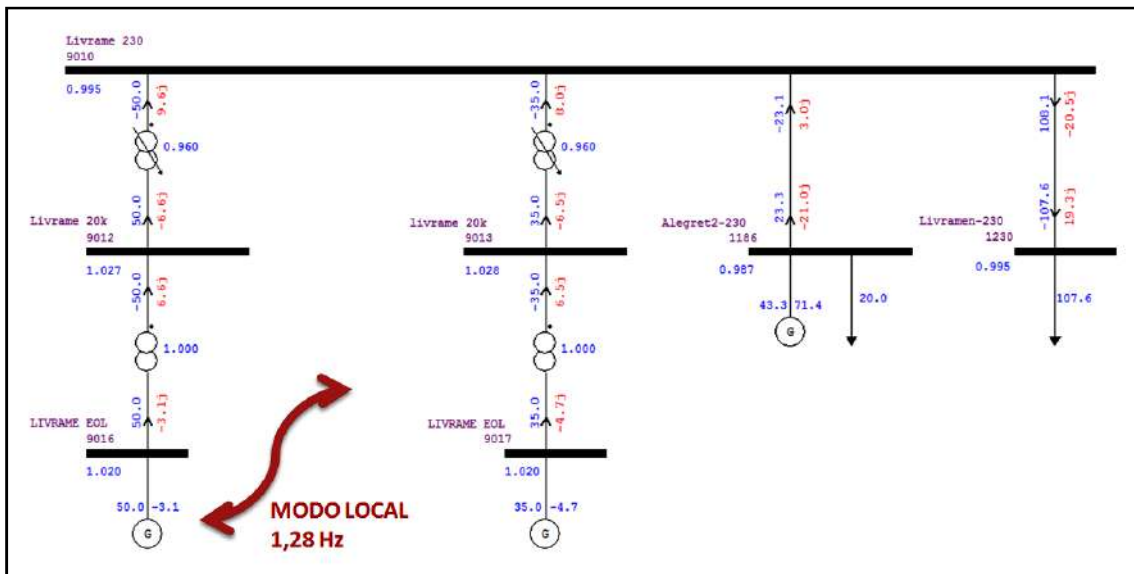 Livrame 230
9010
0.995
-50.0
9.6j
0.960
50.0
-6.6j
Livrame 20k
9012
1.027
-50.0
6.6j
1.000
50.0
-3.1j
LIVRAME EOL
9016
1.020
50.0 -3.1
G
-35.0
8.0j
0.960
35.0
-6.5j
livrame 20k
9013
1.028
-35.0
6.5j
1.000
35.0
-4.7j
LIVRAME EOL
9017
1.020
35.0 -4.7
G
-23.1
3.0j
23.3
-21.0j
Alegret2-230
1186
0.987
43.3 71.4
20.0
G
108.1
-20.5j
-107.6
19.3j
Livramen-230
1230
0.995
107.6
MODO LOCAL
1,28 Hz